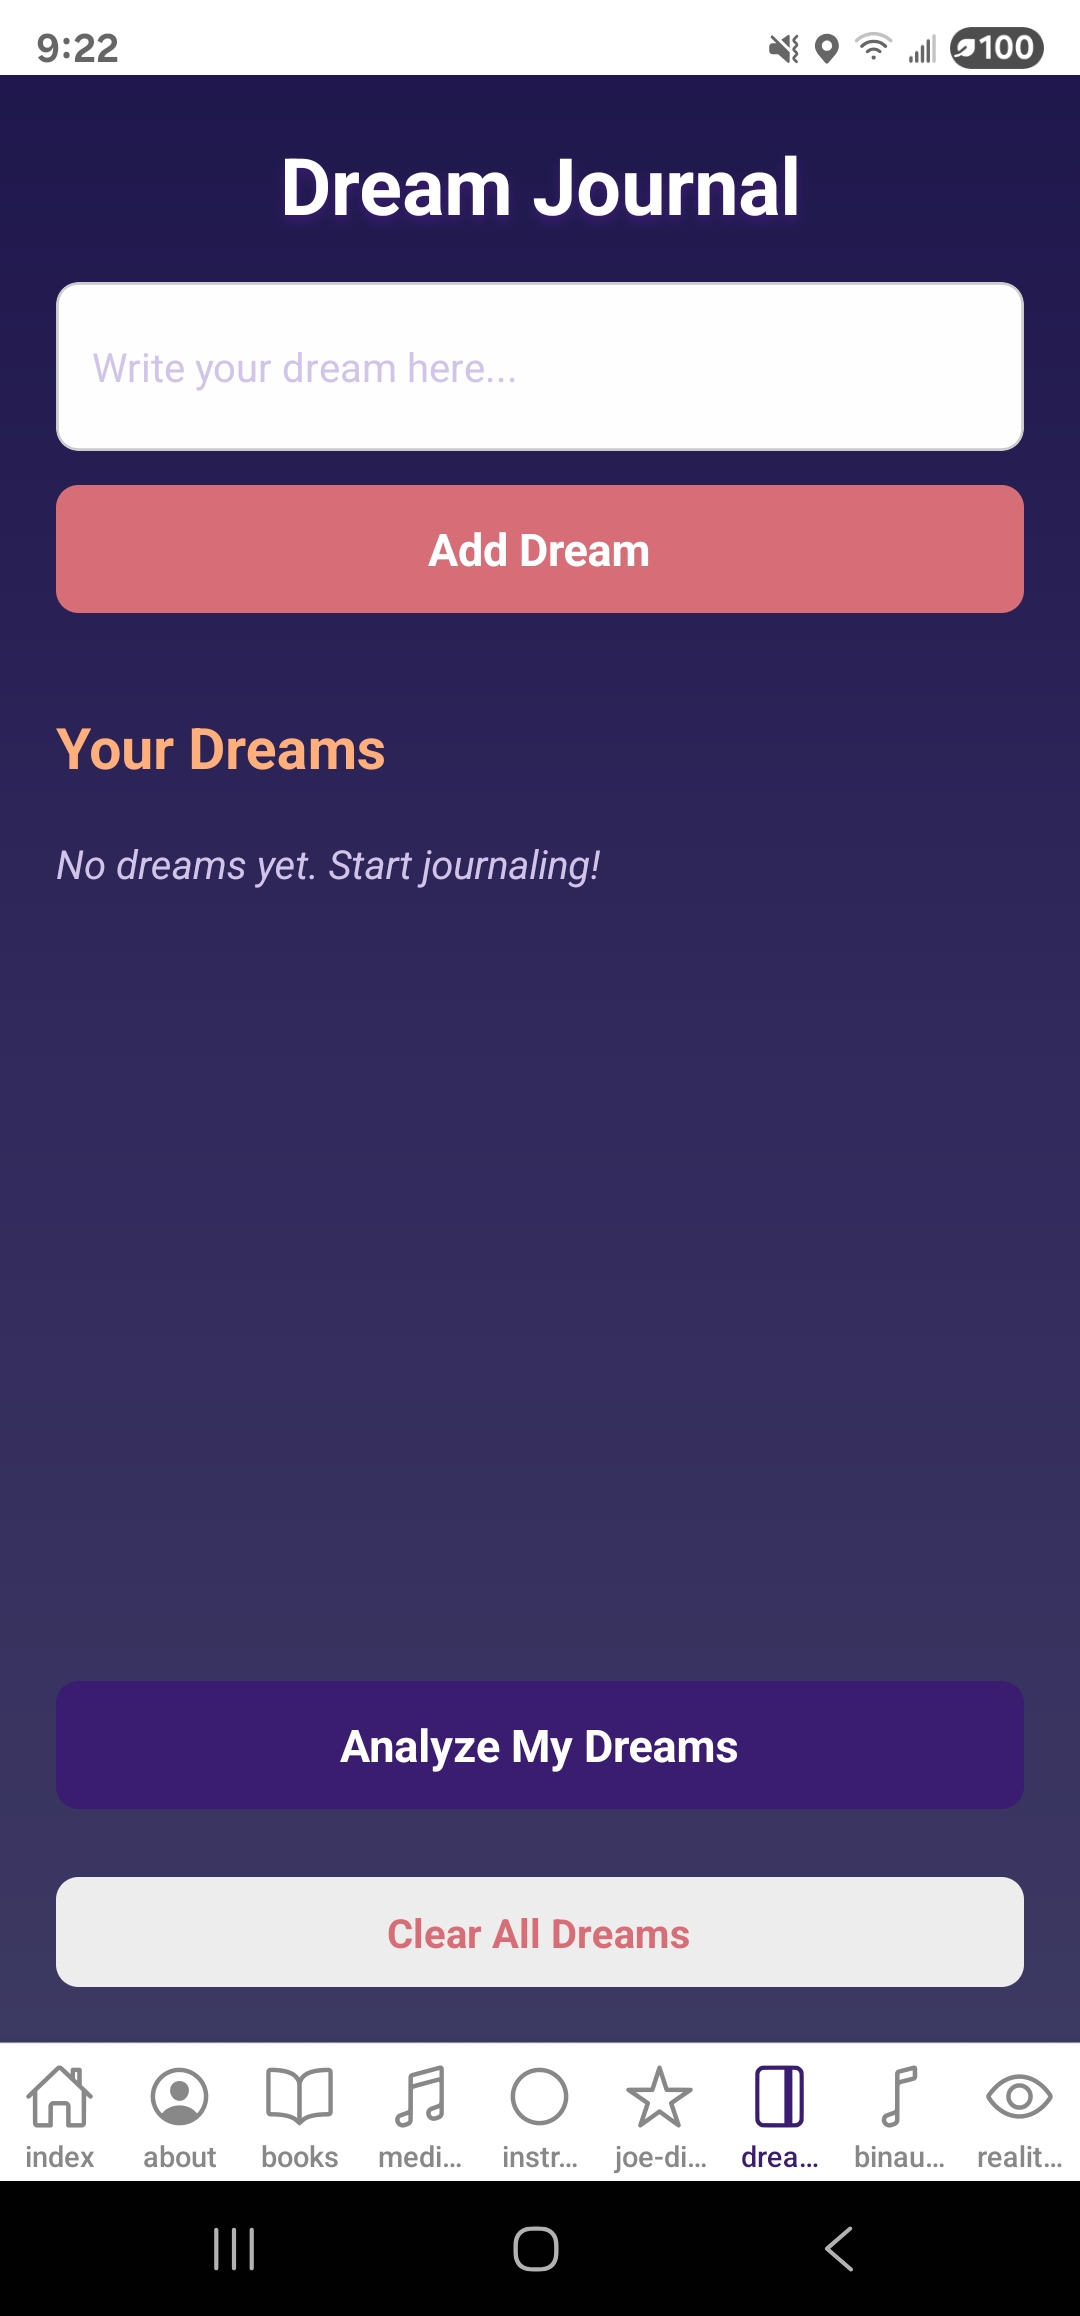 9:22
100
Dream Journal
Write your dream here...
Add Dream
Your Dreams
No dreams yet. Start journaling!
Analyze My Dreams
Clear All Dreams
index about books medi... instr... joe-di... drea... binau... realit...